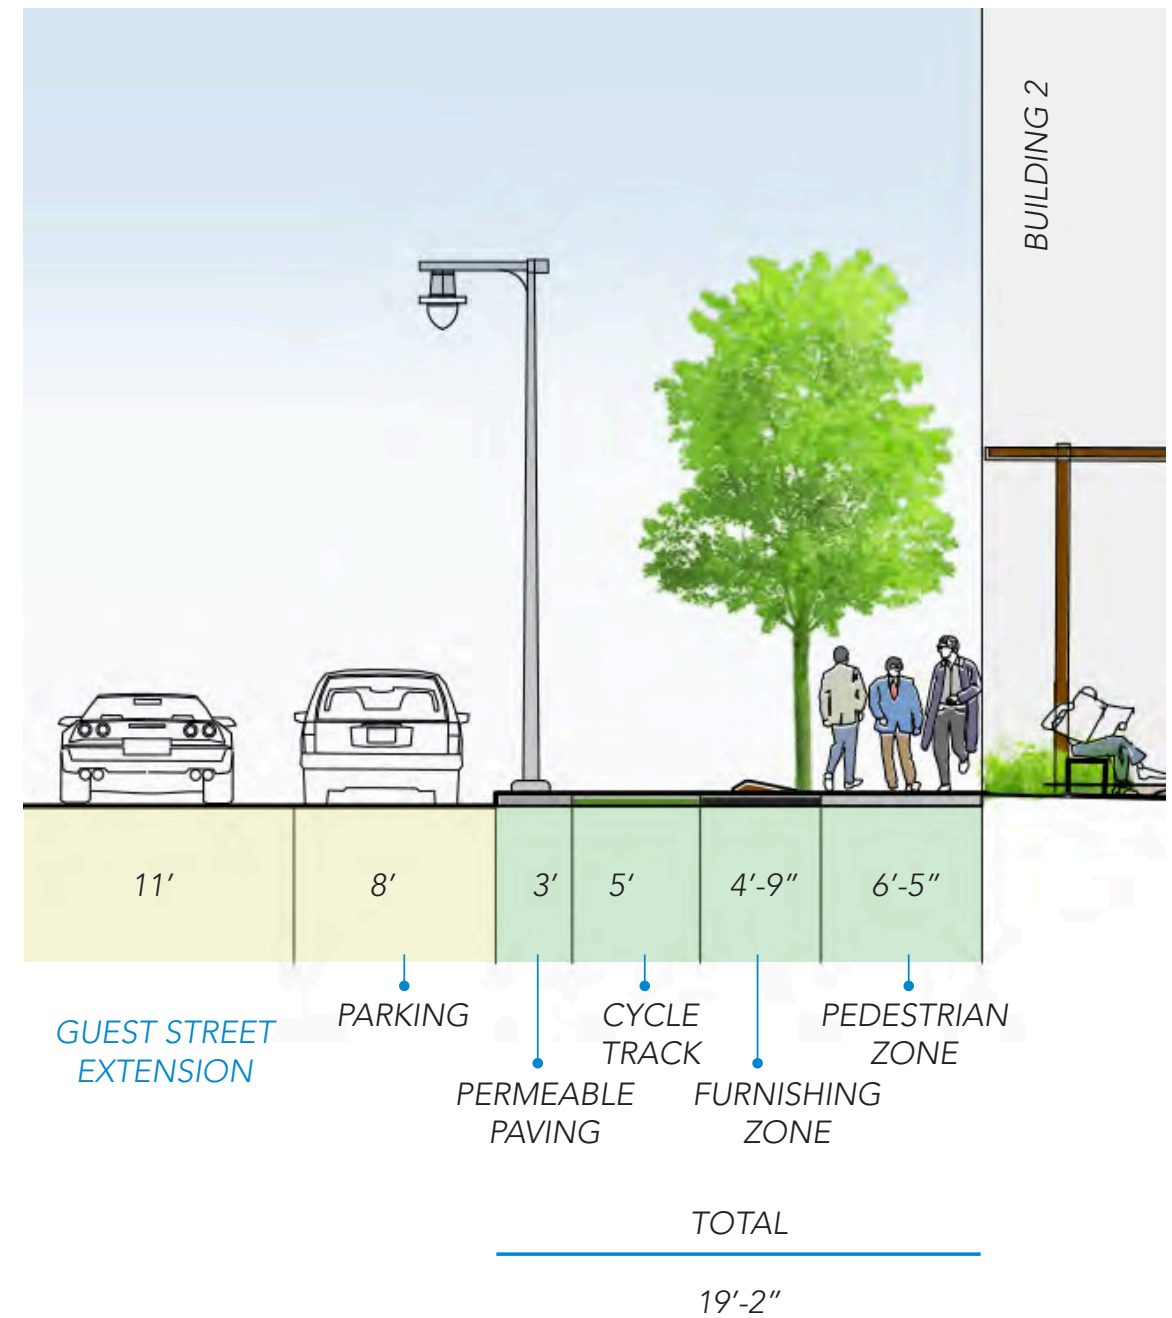 BUILDING 2
11′
8′
3′
5′
4′-9″
6′-5″
GUEST STREET
EXTENSION
PARKING
PERMEABLE
PAVING
CYCLE
TRACK
FURNISHING
ZONE
PEDESTRIAN
ZONE
TOTAL
19′-2″